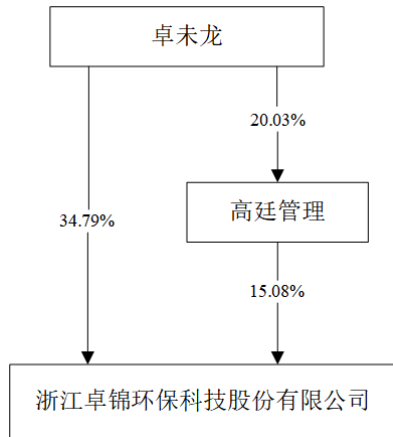 卓未龙
20.03%
高廷管理
34.79%
15.08%
浙江卓锦环保科技股份有限公司